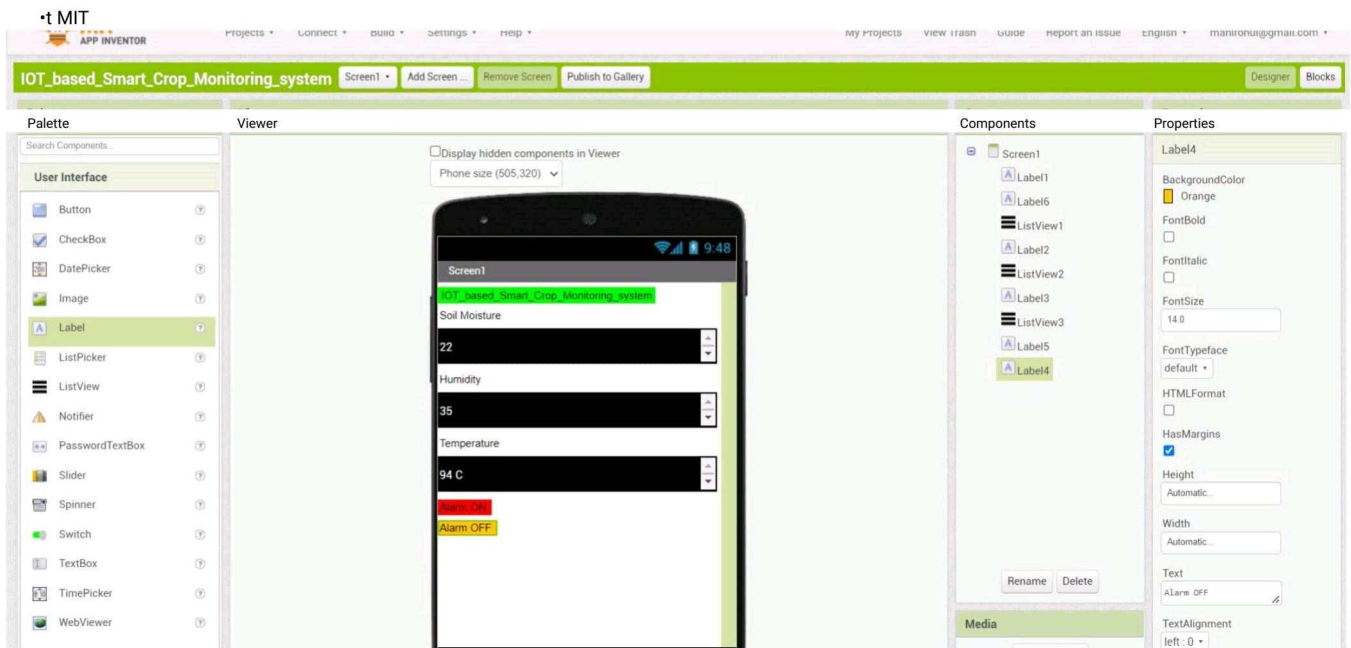 •t MIT
APP INVENTOR
Projects Connect Build Settings Help My Projects View Trash Guide Report an Issue English manironui@gmail.com
IOT_based_Smart_Crop_Monitoring_system Screen1 Add Screen ... Remove Screen Publish to Gallery Designer Blocks
Palette Viewer Components Properties
Search Components...
User Interface
Button
CheckBox
DatePicker
Image
Label
ListPicker
ListView
Notifier
PasswordTextBox
Slider
Spinner
Switch
TextBox
TimePicker
WebViewer
Display hidden components in Viewer
Phone size (505,320)
9:48
Screen1
IOT_based_Smart_Crop_Monitoring_system
Soil Moisture
22
Humidity
35
Temperature
94 C
Alarm ON
Alarm OFF
Screen1
Label1
Label6
ListView1
Label2
ListView2
Label3
ListView3
Label5
Label4
Rename Delete
Media
Label4
BackgroundColor
Orange
FontBold
FontItalic
FontSize
14.0
FontTypeface
default
HTMLFormat
HasMargins
Height
Automatic...
Width
Automatic...
Text
Alarm OFF
TextAlignment
left : 0